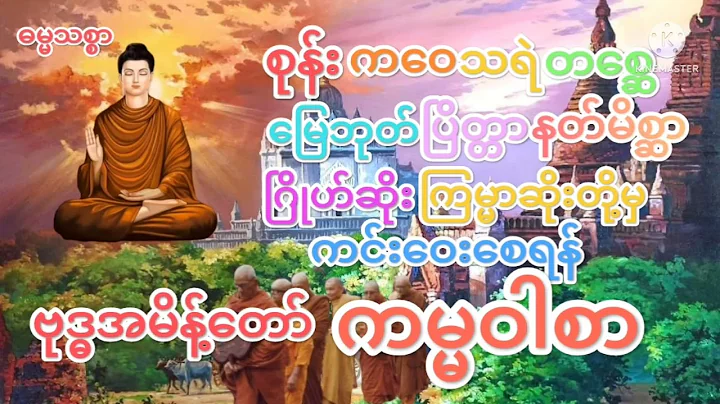 ဓမ္မသစ္စာ
စုန်း ကဝေသရဲ တစ္ဆေ
KINEMASTER
မြေဘုတ်ပြိတ္တာနတ်မိစ္ဆာ
ဂြိုဟ်ဆိုး ကြမ္မာဆိုးတို့မှ
ကင်းဝေးစေရန်
ဗုဒ္ဓအမိန့်တော် ကမ္မဝါစာ